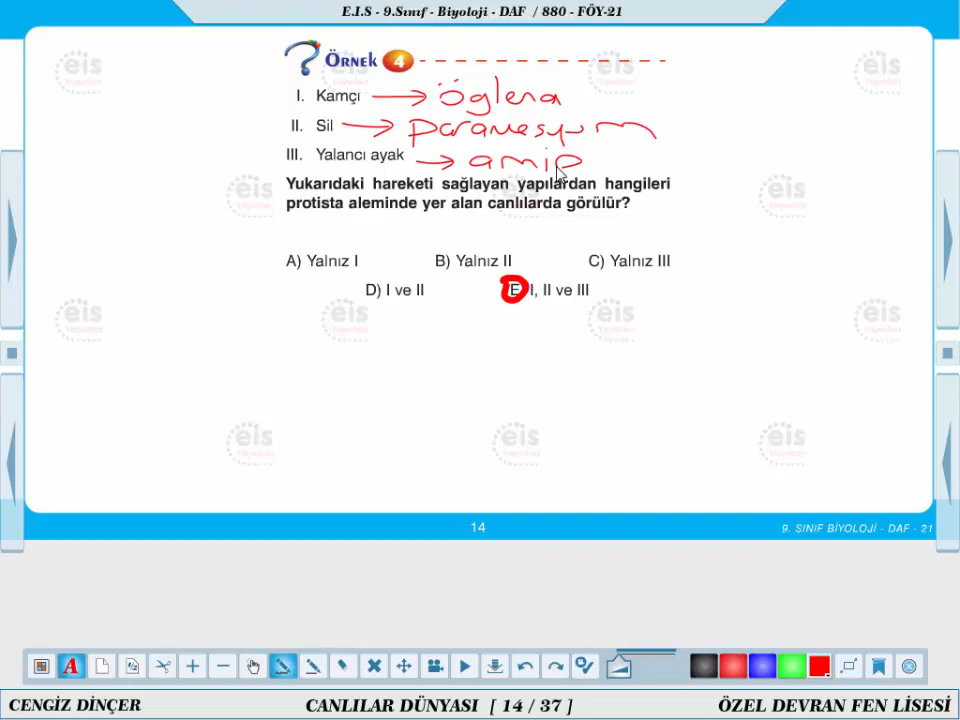 E.I.S - 9.Sınıf - Biyoloji - DAF / 880 - FÖY-21
? ÖRNEK 4
I. Kamçı → öglena
II. Sil → paramesyum
III. Yalancı ayak → amip
Yukarıdaki hareketi sağlayan yapılardan hangileri
protista aleminde yer alan canlılarda görülür?
A) Yalnız I B) Yalnız II C) Yalnız III
D) I ve II E) I, II ve III
eis
14
9. SINIF BİYOLOJİ - DAF - 21
A
CENGİZ DİNÇER CANLILAR DÜNYASI [ 14 / 37 ] ÖZEL DEVRAN FEN LİSESİ